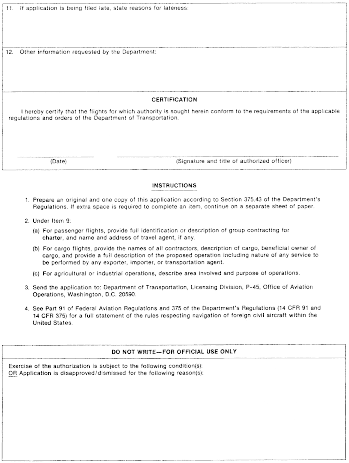 11. If application is being filed late, state reasons for lateness.
12. Other information requested by the Department:
CERTIFICATION
I hereby certify that the flights for which authority is sought herein conform to the requirements of the applicable
regulations and orders of the Department of Transportation.
(Date) (Signature and title of authorized officer)
INSTRUCTIONS
1. Prepare an original and one copy of this application according to Section 375.43 of the Department's
Regulations. If extra space is required to complete an item, continue on a separate sheet of paper.
2. Under Item 9.
(a) For passenger flights, provide full identification or description of group contracting for
charter, and name and address of travel agent, if any.
(b) For cargo flights, provide the names of all contractors, description of cargo, beneficial owner of
cargo, and provide a full description of the proposed operation including nature of any service to
be performed by any exporter, importer, or transportation agent.
(c) For agricultural or industrial operations, describe area involved and purpose of operations.
3. Send the application to: Department of Transportation, Licensing Division, P-45, Office of Aviation
Operations, Washington, D.C. 20590.
4. See Part 91 of Federal Aviation Regulations and 375 of the Department's Regulations (14 CFR 91 and
14 CFR 375) for a full statement of the rules respecting navigation of foreign civil aircraft within the
United States.
DO NOT WRITE—FOR OFFICIAL USE ONLY
Exercise of the authorization is subject to the following condition(s):
OR Application is disapproved/dismissed for the following reason(s):